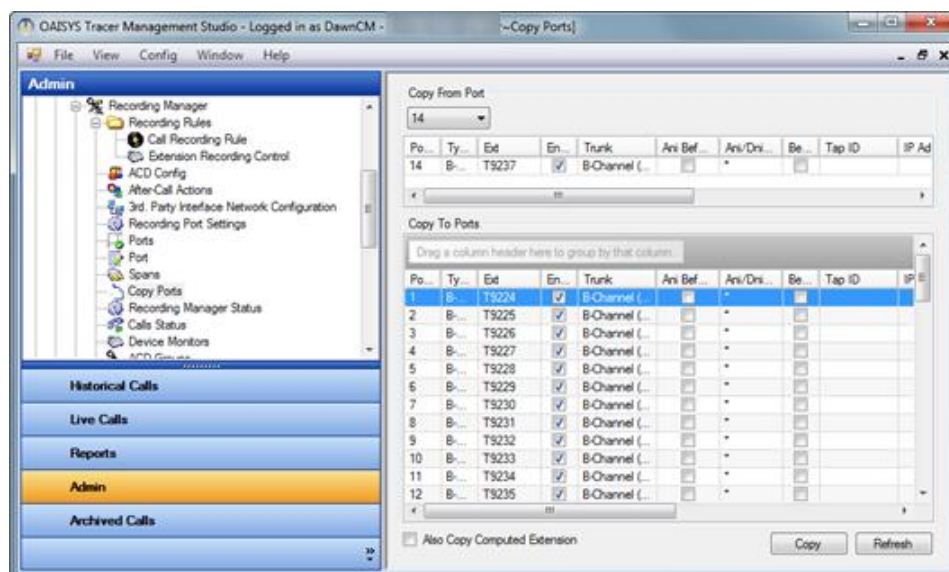 OAISYS Tracer Management Studio - Logged in as DawnCM - :~Copy Ports]
File View Config Window Help
Admin
Recording Manager
Recording Rules
Call Recording Rule
Extension Recording Control
ACD Config
After-Call Actions
3rd. Party Interface Network Configuration
Recording Port Settings
Ports
Port
Spans
Copy Ports
Recording Manager Status
Calls Status
Device Monitors
ACD Groups
Historical Calls
Live Calls
Reports
Admin
Archived Calls
Copy From Port
14
Po... Ty... Ext En... Trunk Ani Bef... Ani/Dni... Be... Tap ID IP Ad
14 B-... T9237 B-Channel (... *
Copy To Ports
Drag a column header here to group by that column
Po... Ty... Ext En... Trunk Ani Bef... Ani/Dni... Be... Tap ID IP
1 B-... T9224 B-Channel (... *
2 B-... T9225 B-Channel (... *
3 B-... T9226 B-Channel (... *
4 B-... T9227 B-Channel (... *
5 B-... T9228 B-Channel (... *
6 B-... T9229 B-Channel (... *
7 B-... T9230 B-Channel (... *
8 B-... T9231 B-Channel (... *
9 B-... T9232 B-Channel (... *
10 B-... T9233 B-Channel (... *
11 B-... T9234 B-Channel (... *
12 B-... T9235 B-Channel (... *
Also Copy Computed Extension
Copy Refresh